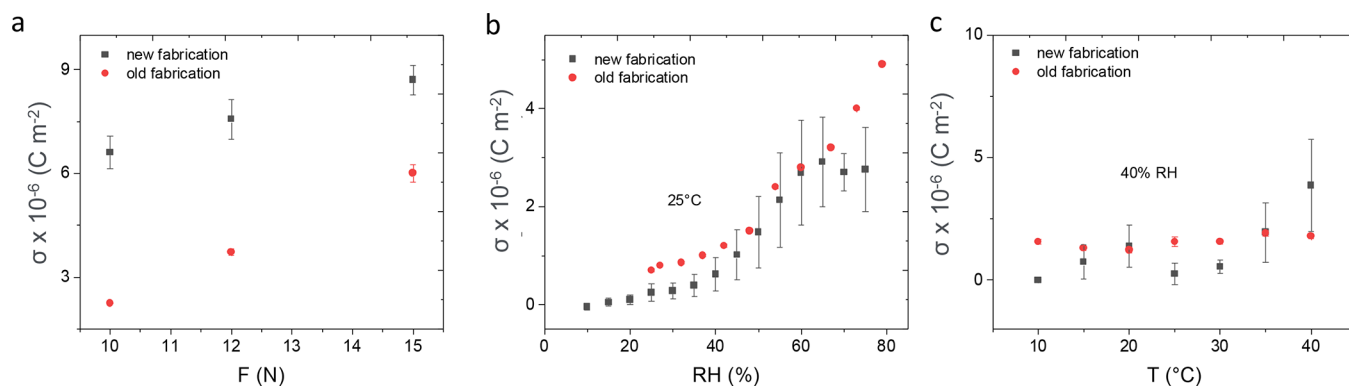 a
new fabrication
old fabrication
9
6
3
σ x 10-6 (C m-2)
10
11
12
13
14
15
F (N)
b
new fabrication
old fabrication
4
2
0
σ x 10-6 (C m-2)
25°C
0
20
40
60
80
RH (%)
c
new fabrication
old fabrication
10
5
0
σ x 10-6 (C m-2)
40% RH
10
15
20
25
30
35
40
T (°C)